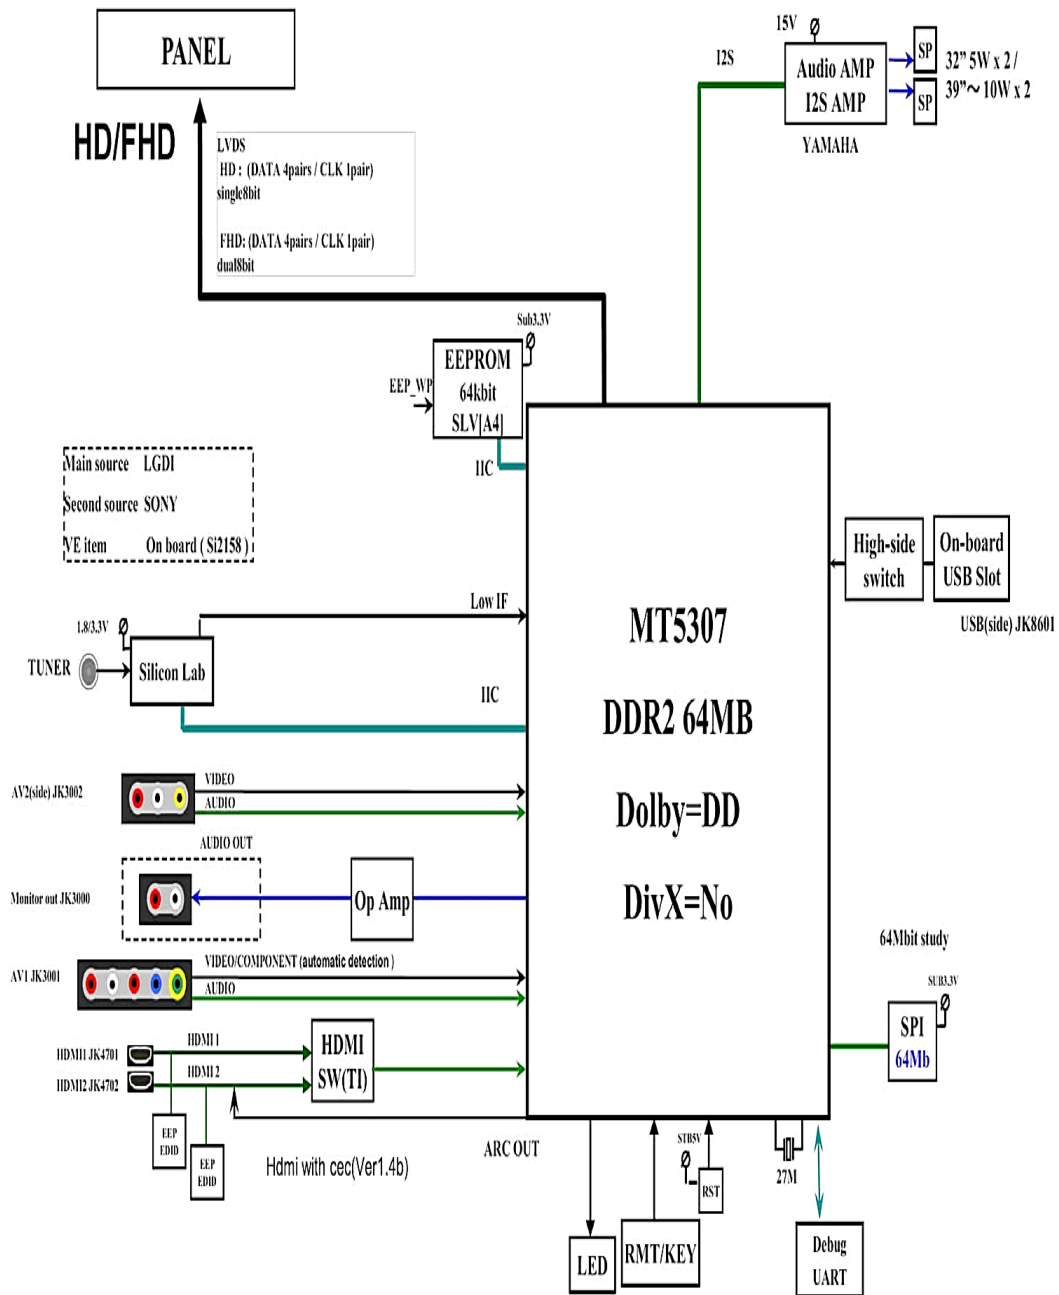 PANEL
HD/FHD
LVDS
HD : (DATA 4pairs / CLK 1pair)
single8bit
FHD: (DATA 4pairs / CLK 1pair)
dual8bit
15V
I2S
Audio AMP
I2S AMP
YAMAHA
SP
SP
32” 5W x 2 /
39”~ 10W x 2
Sub3.3V
EEPROM
64kbit
SLV[A4]
EEP_WP
IIC
Main source LGDI
Second source SONY
VE item On board ( Si2158 )
High-side
switch
On-board
USB Slot
USB(side) JK8601
MT5307
DDR2 64MB
Dolby=DD
DivX=No
Low IF
1.8/3.3V
TUNER
Silicon Lab
IIC
AV2(side) JK3002
VIDEO
AUDIO
AUDIO OUT
Monitor out JK3000
Op Amp
AV1 JK3001
VIDEO/COMPONENT (automatic detection )
AUDIO
64Mbit study
SUB3.3V
SPI
64Mb
HDMI1 JK4701
HDMI 1
HDMI2 JK4702
HDMI 2
HDMI
SW(TI)
EEP
EDID
EEP
EDID
ARC OUT
Hdmi with cec(Ver1.4b)
STB5V
RST
27M
LED
RMT/KEY
Debug
UART